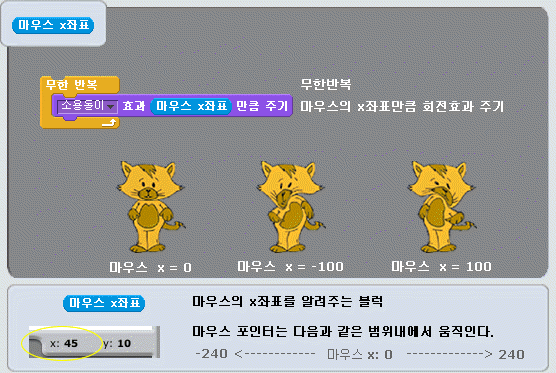 마우스 x좌표
무한 반복
소용돌이 효과 마우스 x좌표 만큼 주기
무한반복
마우스의 x좌표만큼 회전효과 주기
마우스 x = 0
마우스 x = -100
마우스 x = 100
마우스 x좌표
마우스의 x좌표를 알려주는 블럭
x: 45 y: 10
마우스 포인터는 다음과 같은 범위내에서 움직인다.
-240 <------------ 마우스 x: 0 ------------> 240